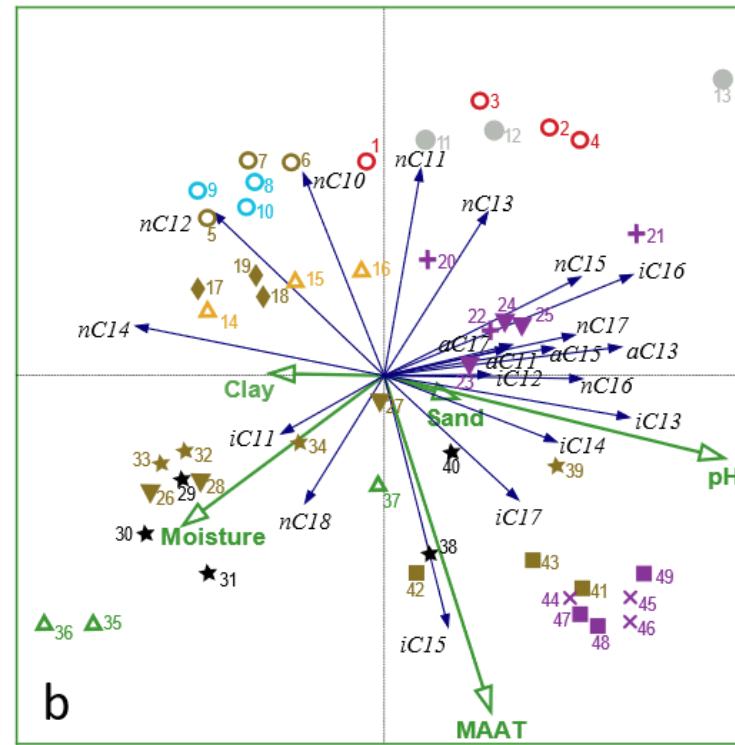 13
3
2
4
11
12
1
nC11
7
6
nC10
9
8
10
nC12
5
nC13
21
20
19
15
16
nC15
iC16
17
18
14
24
22
25
nC17
nC14
aC17
aC15
aC13
aC11
23
iC12
nC16
Clay
27
Sand
iC13
iC11
34
iC14
33
32
40
39
pH
29
28
26
37
iC17
nC18
30
Moisture
38
31
43
42
41
49
44
45
47
46
48
36
35
iC15
b
MAAT